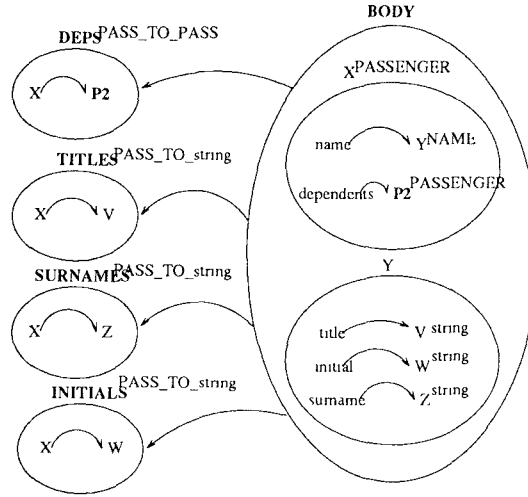 DEPS PASS_TO_PASS
X P2
TITLES PASS_TO_string
X V
SURNAMES PASS_TO_string
X Z
INITIALS PASS_TO_string
X W
BODY
X PASSENGER
name Y NAME
dependents P2 PASSENGER
Y
title V string
initial W string
surname Z string